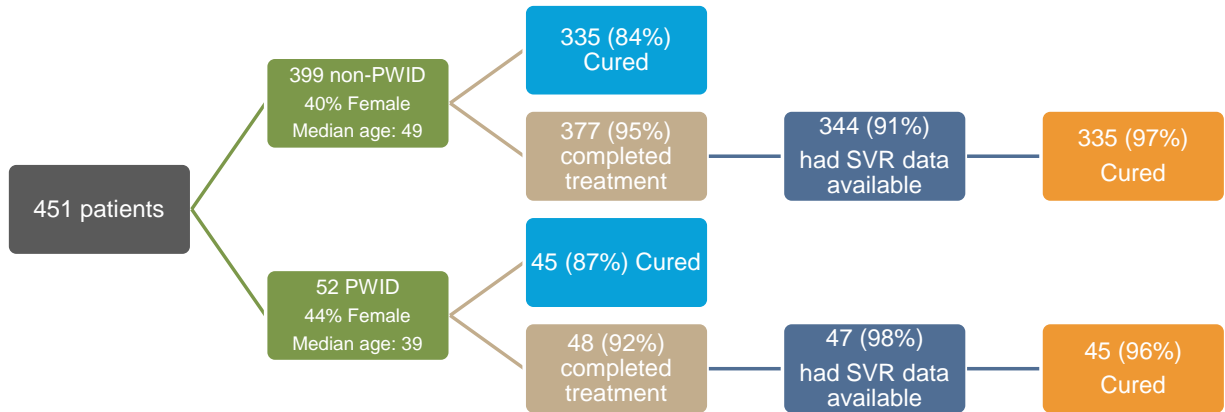 451 patients
399 non-PWID
40% Female
Median age: 49
335 (84%)
Cured
377 (95%)
completed
treatment
344 (91%)
had SVR data
available
335 (97%)
Cured
52 PWID
44% Female
Median age: 39
45 (87%) Cured
48 (92%)
completed
treatment
47 (98%)
had SVR data
available
45 (96%)
Cured